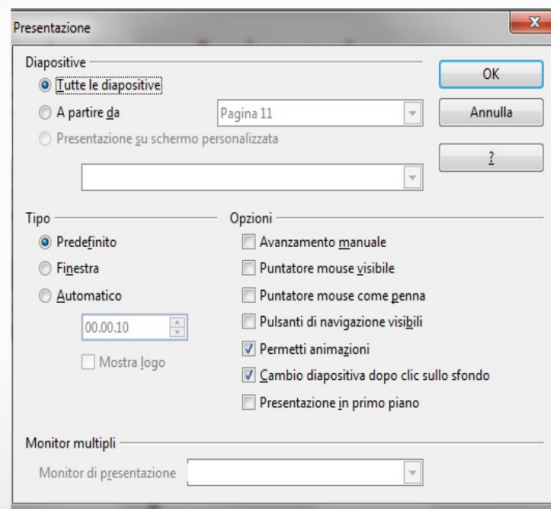 Presentazione
Diapositive
Tutte le diapositive
A partire da
Pagina 11
Presentazione su schermo personalizzata
OK
Annulla
?
Tipo
Predefinito
Finestra
Automatico
00.00.10
Mostra logo
Opzioni
Avanzamento manuale
Puntatore mouse visibile
Puntatore mouse come penna
Pulsanti di navigazione visibili
Permetti animazioni
Cambio diapositiva dopo clic sullo sfondo
Presentazione in primo piano
Monitor multipli
Monitor di presentazione